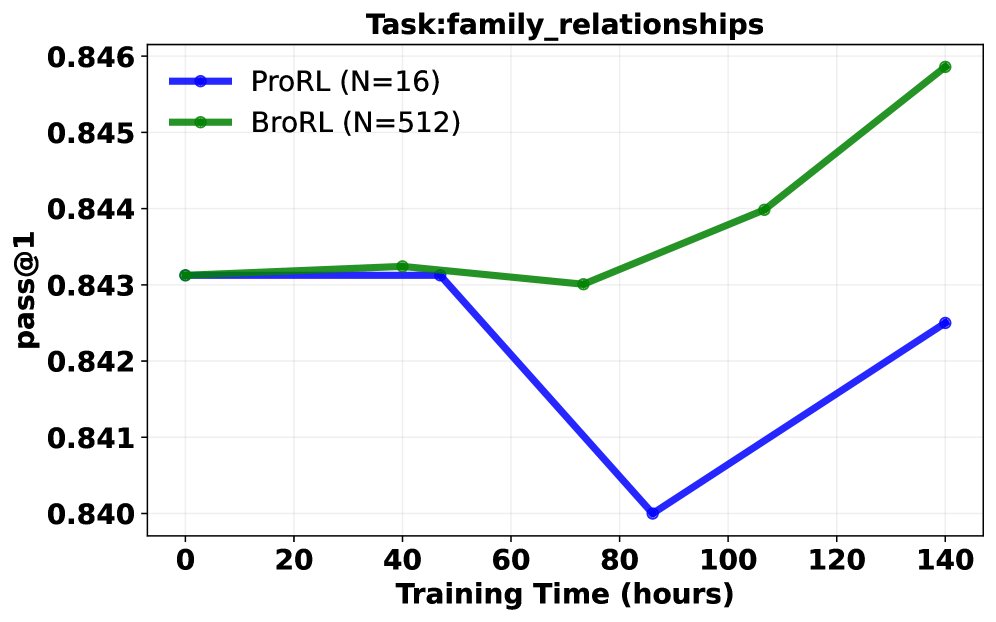 Task:family_relationships
0.846
0.845
0.844
0.843
0.842
0.841
0.840
pass@1
ProRL (N=16)
BroRL (N=512)
0 20 40 60 80 100 120 140
Training Time (hours)